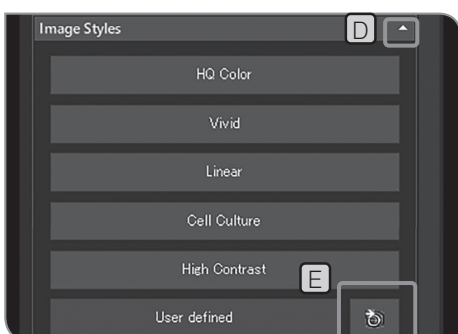 Image Styles D
HQ Color
Vivid
Linear
Cell Culture
High Contrast
E
User defined